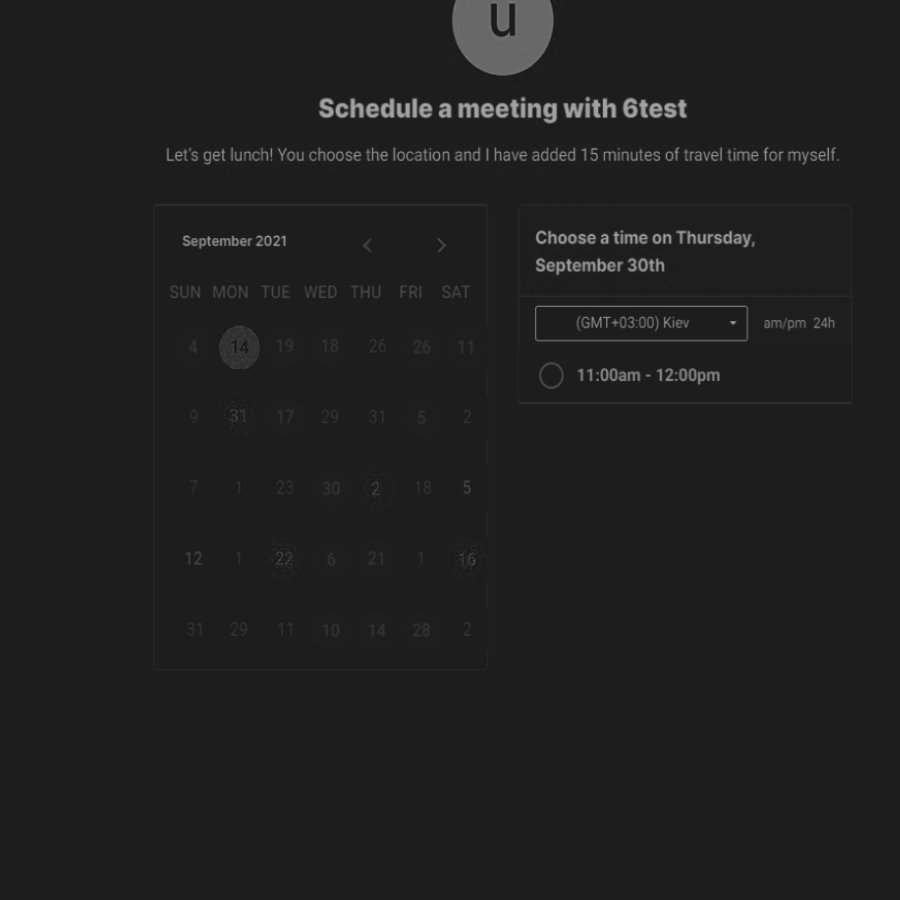 u
Schedule a meeting with 6test
Let's get lunch! You choose the location and I have added 15 minutes of travel time for myself.
September 2021
SUN MON TUE WED THU FRI SAT
4 14 19 18 26 26 11
9 31 17 29 31 5 2
7 1 23 30 2 18 5
12 1 22 6 21 1 16
31 29 11 10 14 28 2
Choose a time on Thursday,
September 30th
(GMT+03:00) Kiev am/pm 24h
11:00am - 12:00pm